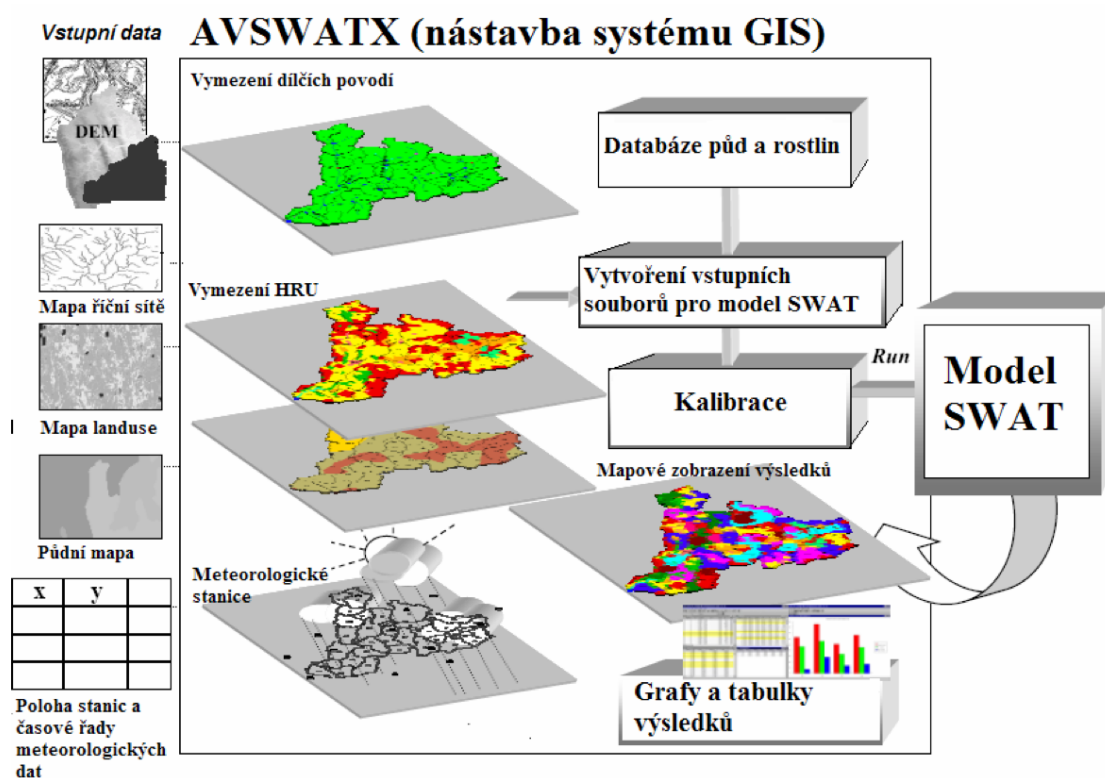 Vstupní data
AVSWATX (nástavba systému GIS)
DEM
Mapa říční sítě
Mapa landuse
Půdní mapa
x y
Poloha stanic a
časové řady
meteorologických
dat
Vymezení dílčích povodí
Vymezení HRU
Meteorologické
stanice
Databáze půd a rostlin
Vytvoření vstupních
souborů pro model SWAT
Kalibrace
Run
Model
SWAT
Mapové zobrazení výsledků
Grafy a tabulky
výsledků